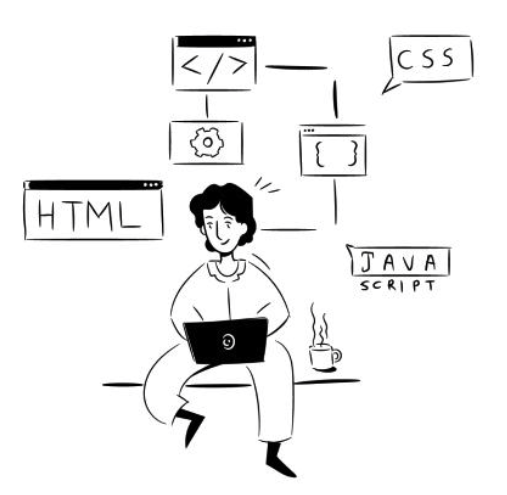 </>
CSS
{ }
HTML
JAVA
SCRIPT